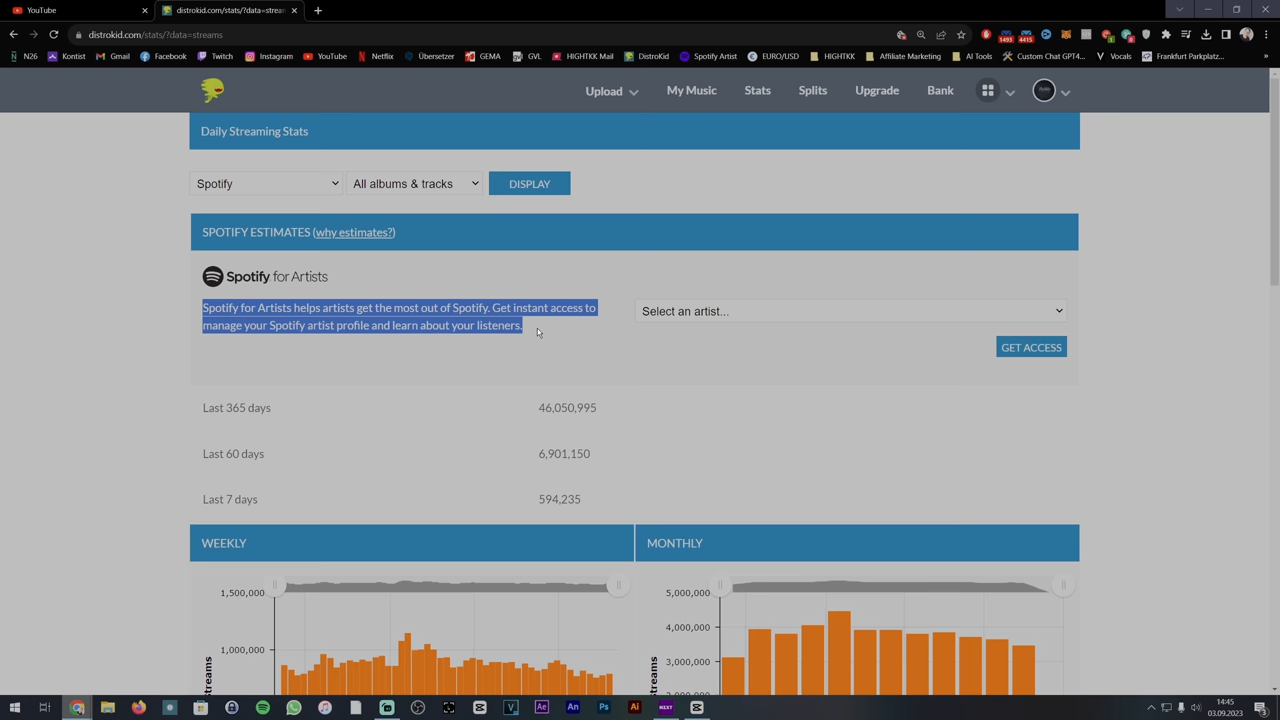 YouTube
distrokid.com/stats/?data=stream
distrokid.com/stats/?data=streams
N26
Kontist
Gmail
Facebook
Twitch
Instagram
YouTube
Netflix
Übersetzer
GEMA
GVL
HIGHTKK Mail
DistroKid
Spotify Artist
EURO/USD
HIGHTKK
Affiliate Marketing
AI Tools
Custom Chat GPT4...
Vocals
Frankfurt Parkplatz...
Upload
My Music
Stats
Splits
Upgrade
Bank
Daily Streaming Stats
Spotify
All albums & tracks
DISPLAY
SPOTIFY ESTIMATES (why estimates?)
Spotify for Artists
Spotify for Artists helps artists get the most out of Spotify. Get instant access to
manage your Spotify artist profile and learn about your listeners.
Select an artist...
GET ACCESS
Last 365 days 46,050,995
Last 60 days 6,901,150
Last 7 days 594,235
WEEKLY
MONTHLY
1,500,000
1,000,000
Streams
5,000,000
4,000,000
3,000,000
Streams
14:45
03.09.2023